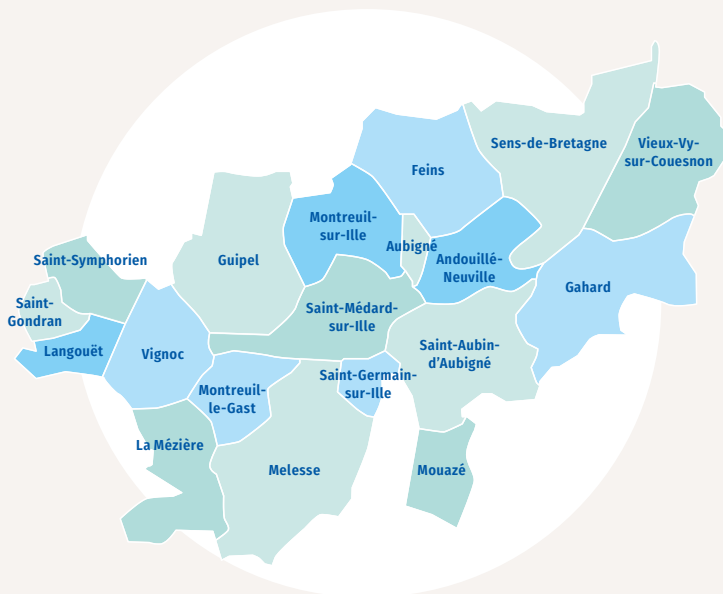 Sens-de-Bretagne
Vieux-Vy-
sur-Couesnon
Feins
Montreuil-
sur-Ille
Aubigné
Andouillé-
Neuville
Saint-Symphorien
Guipel
Gahard
Saint-
Gondran
Saint-Médard-
sur-Ille
Langouët
Vignoc
Saint-Aubin-
d'Aubigné
Saint-Germain-
sur-Ille
Montreuil-
le-Gast
La Mézière
Melesse
Mouazé